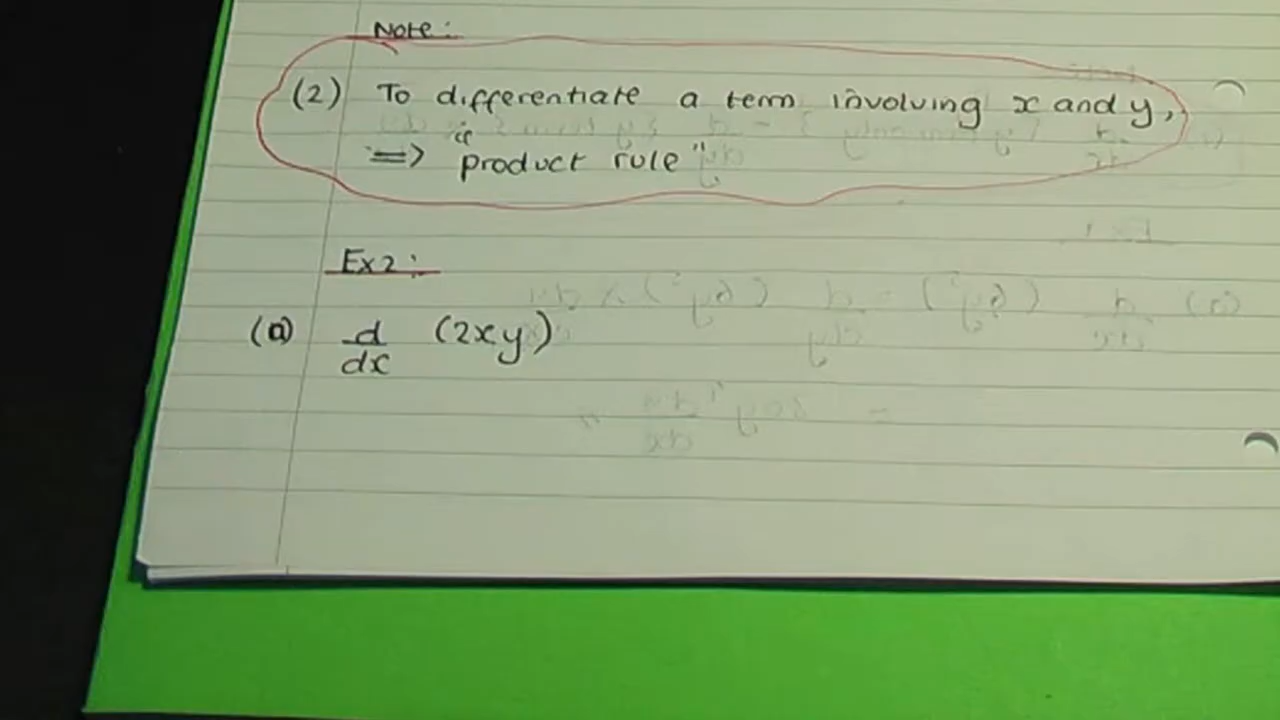 Note:
(2) To differentiate a term involving x and y,
=> "product rule"
Ex2:
(a) d/dx (2xy)